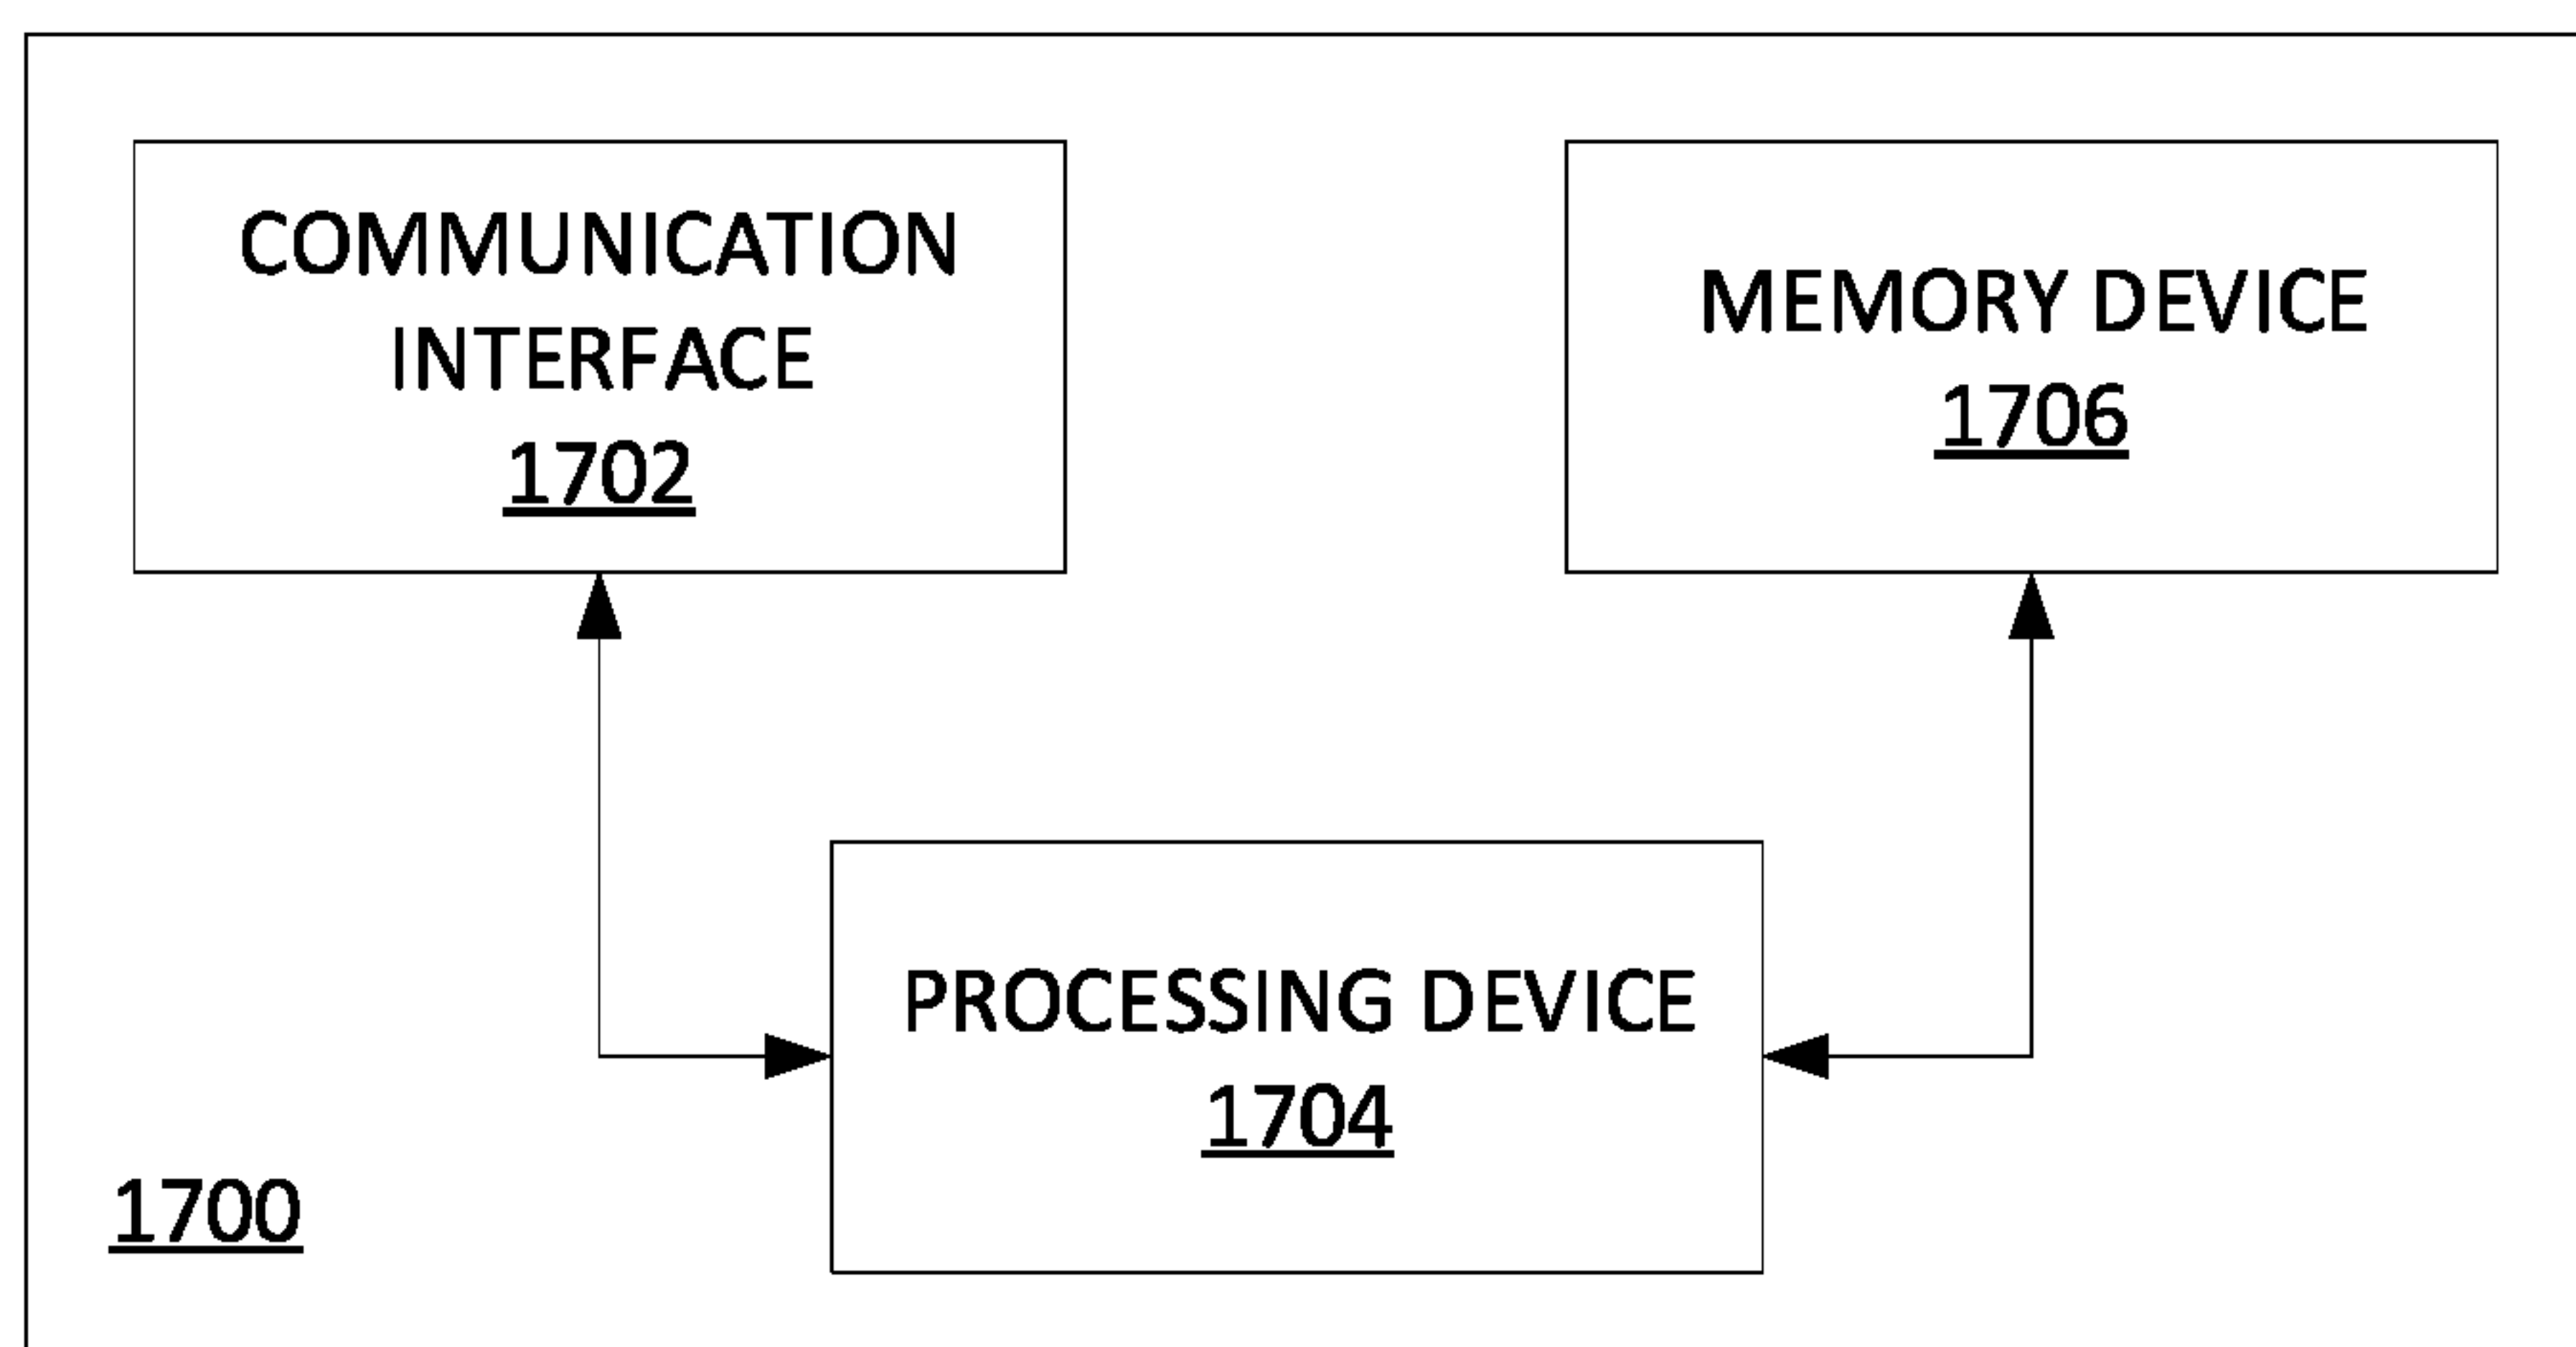 COMMUNICATION
INTERFACE
1702
MEMORY DEVICE
1706
PROCESSING DEVICE
1704
1700